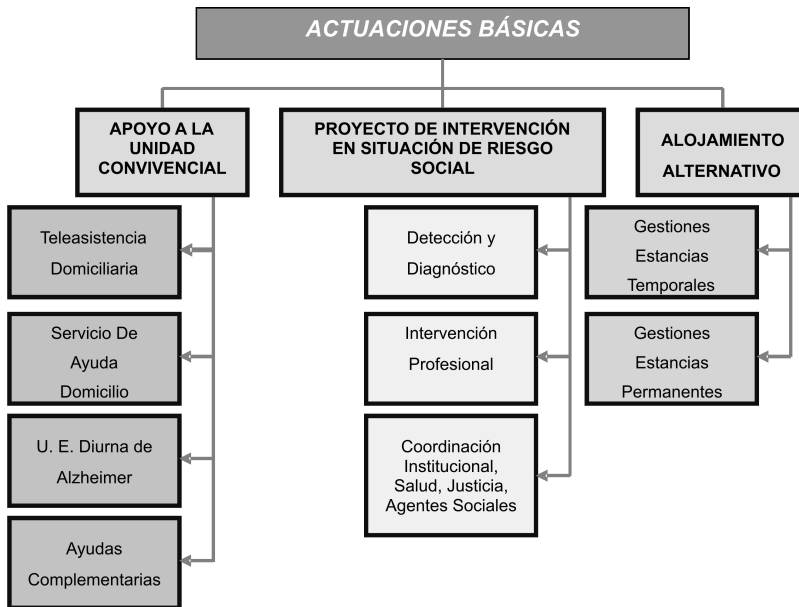 ACTUACIONES BÁSICAS
APOYO A LA
UNIDAD
CONVIVENCIAL
PROYECTO DE INTERVENCIÓN
EN SITUACIÓN DE RIESGO
SOCIAL
ALOJAMIENTO
ALTERNATIVO
Teleasistencia
Domiciliaria
Servicio De
Ayuda
Domicilio
U. E. Diurna de
Alzheimer
Ayudas
Complementarias
Detección y
Diagnóstico
Intervención
Profesional
Coordinación
Institucional,
Salud, Justicia,
Agentes Sociales
Gestiones
Estancias
Temporales
Gestiones
Estancias
Permanentes